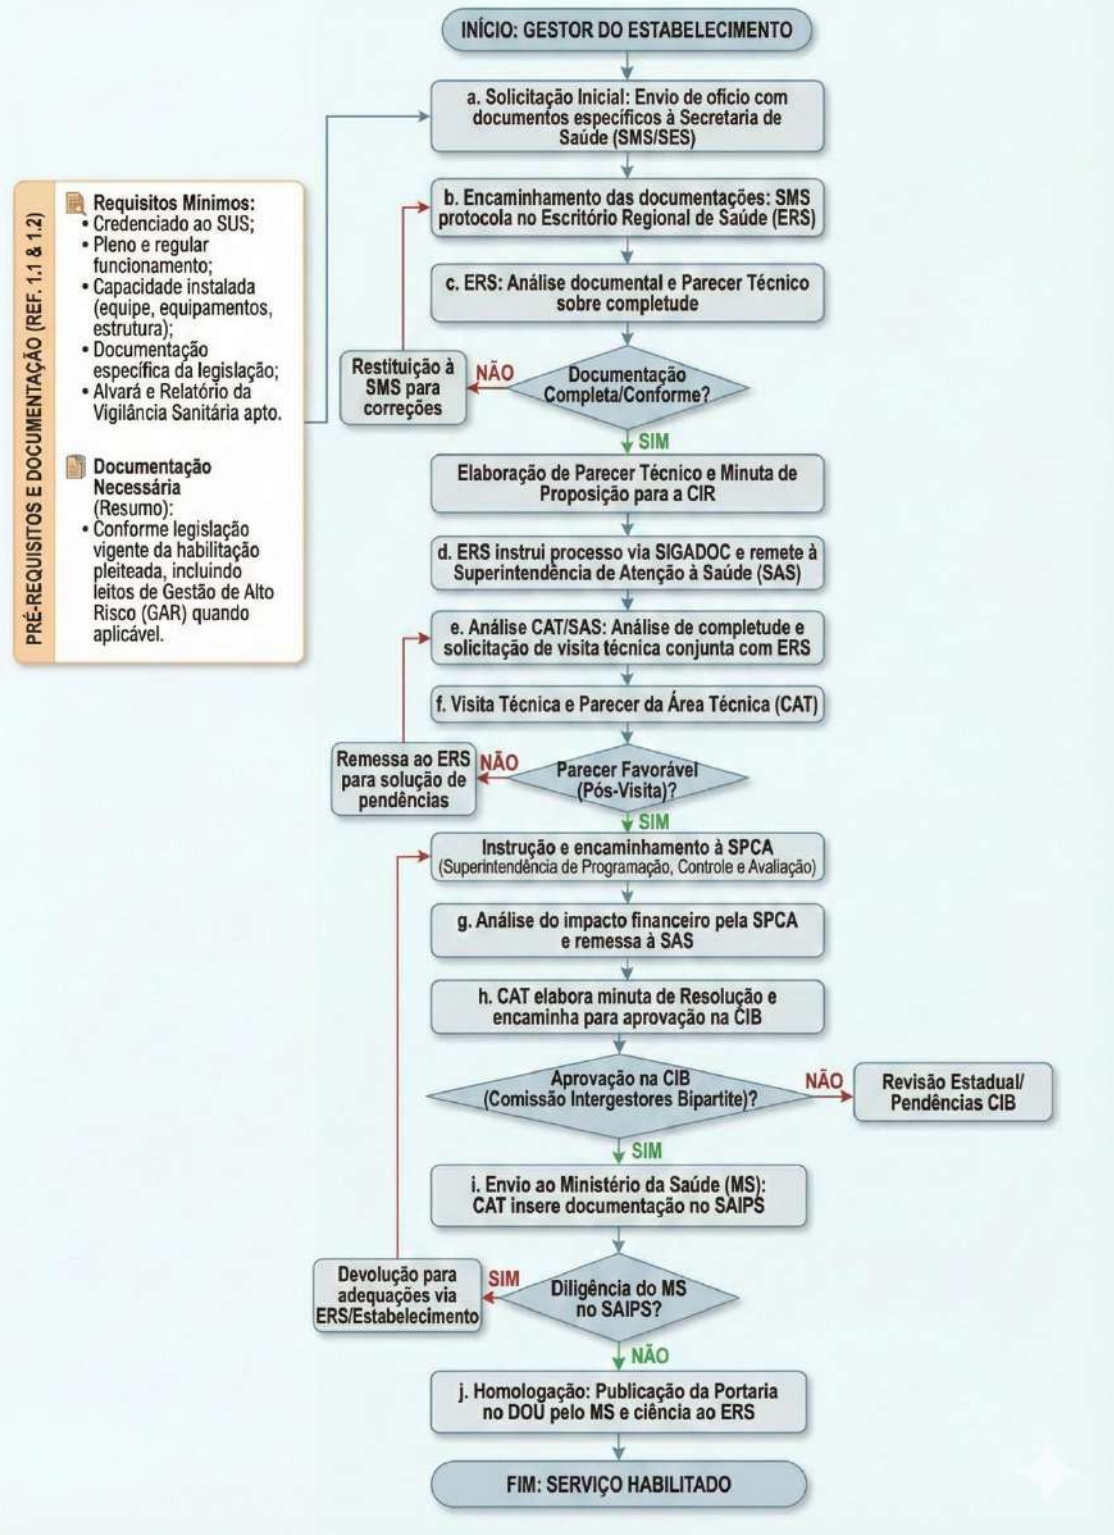 INÍCIO: GESTOR DO ESTABELECIMENTO
a. Solicitação Inicial: Envio de ofício com
documentos específicos à Secretaria de
Saúde (SMS/SES)
PRÉ-REQUISITOS E DOCUMENTAÇÃO (REF. 1.1 & 1.2)
Requisitos Mínimos:
• Credenciado ao SUS;
• Pleno e regular
funcionamento;
• Capacidade instalada
(equipe, equipamentos,
estrutura);
• Documentação
específica da legislação;
• Alvará e Relatório da
Vigilância Sanitária apto.
Documentação
Necessária
(Resumo):
• Conforme legislação
vigente da habilitação
pleiteada, incluindo
leitos de Gestão de Alto
Risco (GAR) quando
aplicável.
b. Encaminhamento das documentações: SMS
protocola no Escritório Regional de Saúde (ERS)
c. ERS: Análise documental e Parecer Técnico
sobre completude
Documentação
Completa/Conforme?
NÃO
Restituição à
SMS para
correções
SIM
Elaboração de Parecer Técnico e Minuta de
Proposição para a CIR
d. ERS instrui processo via SIGADOC e remete à
Superintendência de Atenção à Saúde (SAS)
e. Análise CAT/SAS: Análise de completude e
solicitação de visita técnica conjunta com ERS
f. Visita Técnica e Parecer da Área Técnica (CAT)
Parecer Favorável
(Pós-Visita)?
NÃO
Remessa ao ERS
para solução de
pendências
SIM
Instrução e encaminhamento à SPCA
(Superintendência de Programação, Controle e Avaliação)
g. Análise do impacto financeiro pela SPCA
e remessa à SAS
h. CAT elabora minuta de Resolução e
encaminha para aprovação na CIB
Aprovação na CIB
(Comissão Intergestores Bipartite)?
NÃO
Revisão Estadual/
Pendências CIB
SIM
i. Envio ao Ministério da Saúde (MS):
CAT insere documentação no SAIPS
Diligência do MS
no SAIPS?
SIM
Devolução para
adequações via
ERS/Estabelecimento
NÃO
j. Homologação: Publicação da Portaria
no DOU pelo MS e ciência ao ERS
FIM: SERVIÇO HABILITADO